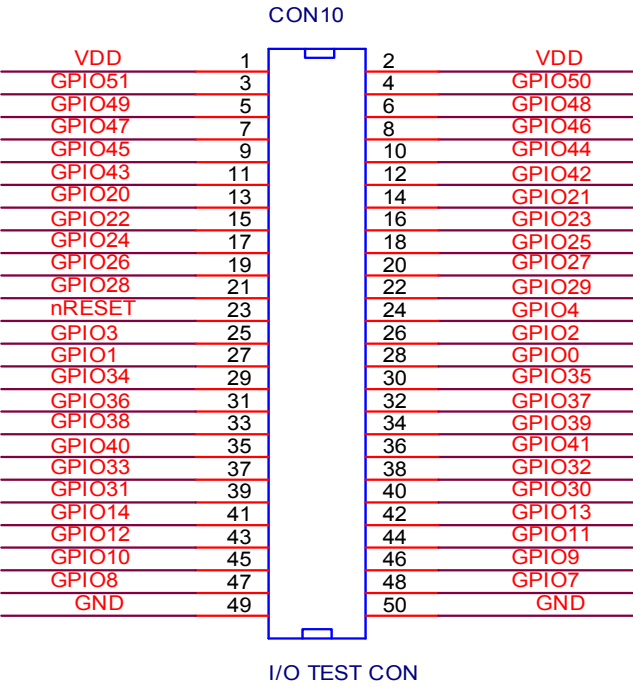 CON10
VDD 1 2 VDD
GPIO51 3 4 GPIO50
GPIO49 5 6 GPIO48
GPIO47 7 8 GPIO46
GPIO45 9 10 GPIO44
GPIO43 11 12 GPIO42
GPIO20 13 14 GPIO21
GPIO22 15 16 GPIO23
GPIO24 17 18 GPIO25
GPIO26 19 20 GPIO27
GPIO28 21 22 GPIO29
nRESET 23 24 GPIO4
GPIO3 25 26 GPIO2
GPIO1 27 28 GPIO0
GPIO34 29 30 GPIO35
GPIO36 31 32 GPIO37
GPIO38 33 34 GPIO39
GPIO40 35 36 GPIO41
GPIO33 37 38 GPIO32
GPIO31 39 40 GPIO30
GPIO14 41 42 GPIO13
GPIO12 43 44 GPIO11
GPIO10 45 46 GPIO9
GPIO8 47 48 GPIO7
GND 49 50 GND
I/O TEST CON